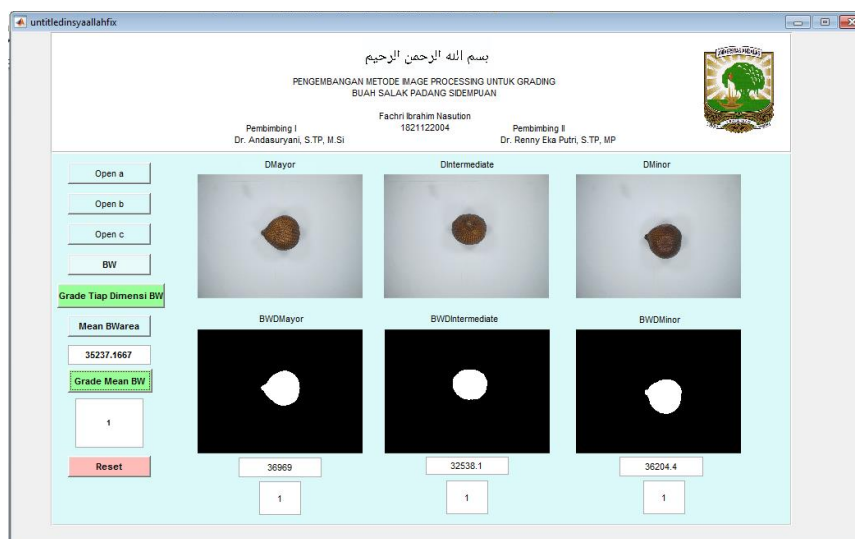 untitledinsyaallahfix
بسم الله الرحمن الرحيم
PENGEMBANGAN METODE IMAGE PROCESSING UNTUK GRADING
BUAH SALAK PADANG SIDEMPUAN
Fachri Ibrahim Nasution
1821122004
Pembimbing I
Dr. Andasuryani, S.TP, M.Si
Pembimbing II
Dr. Renny Eka Putri, S.TP, MP
Open a
Open b
Open c
BW
Grade Tiap Dimensi BW
Mean BWarea
35237.1667
Grade Mean BW
1
Reset
DMayor
DIntermediate
DMinor
BWDMayor
BWDIntermediate
BWDMinor
36969
32538.1
36204.4
1
1
1